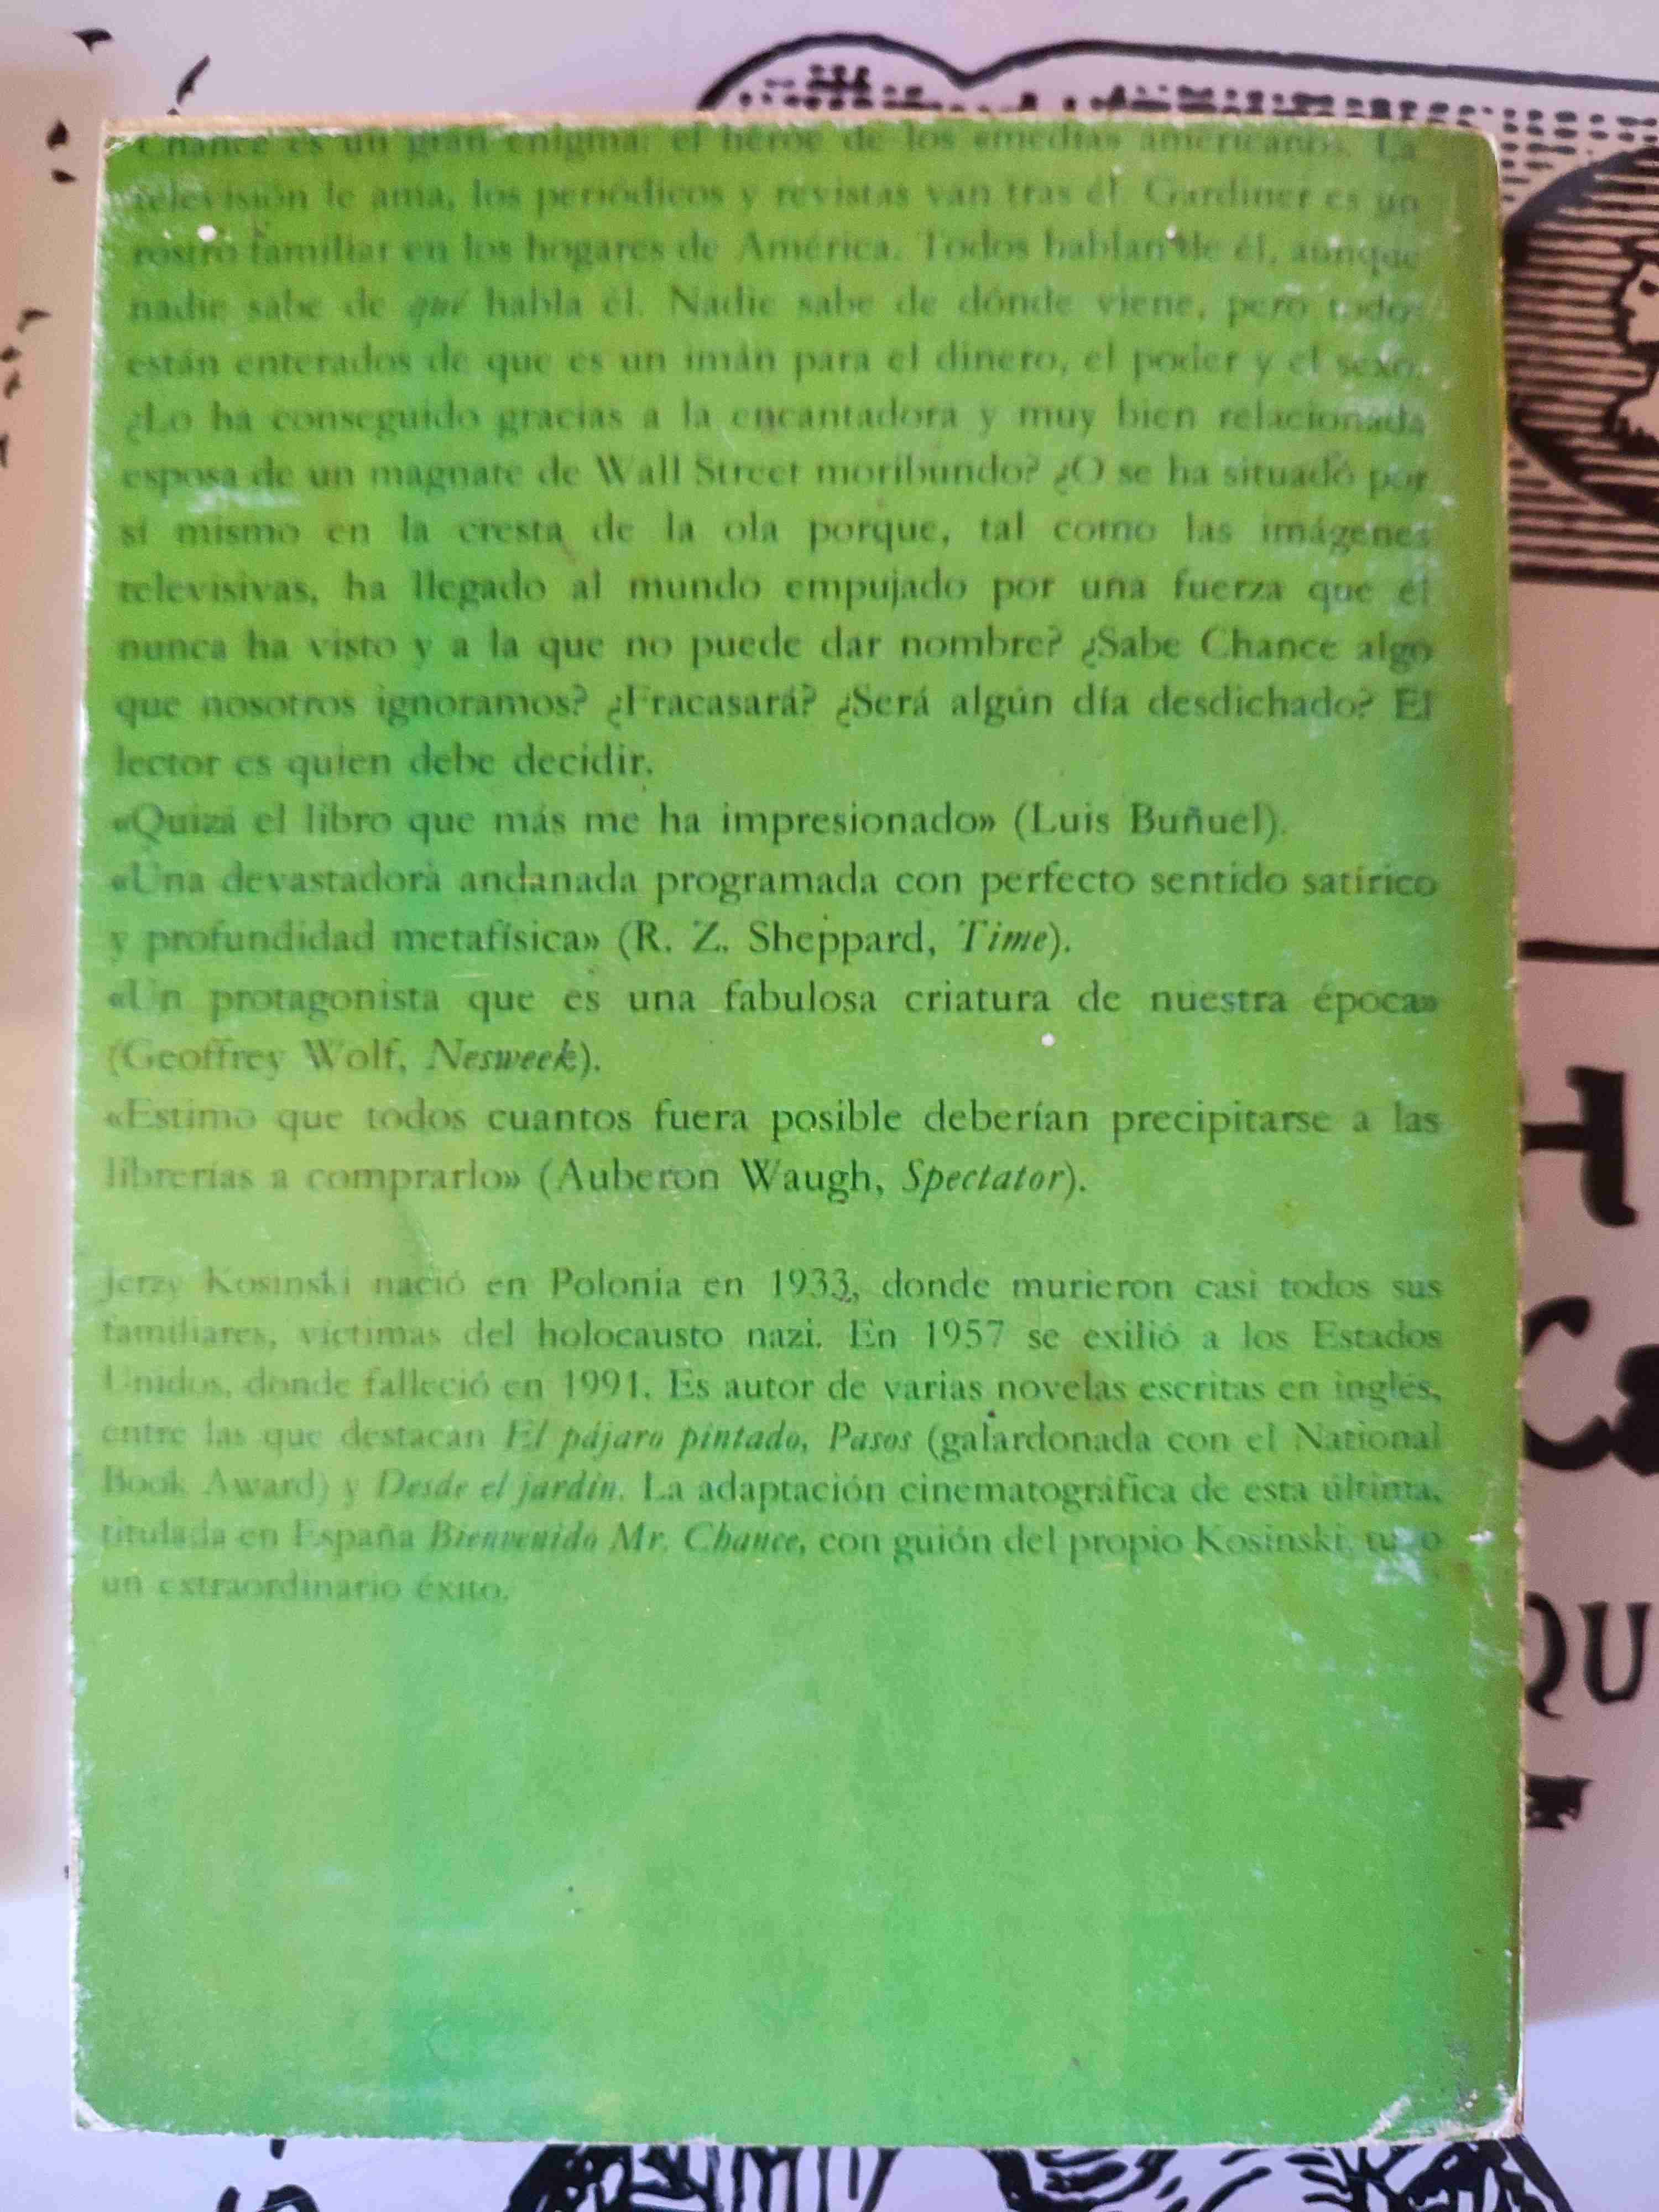 Chance es un gran enigma: el héroe de los «media» americanos. La
televisión le ama, los periódicos y revistas van tras él. Gardiner es un
rostro familiar en los hogares de América. Todos hablan de él, aunque
nadie sabe de qué habla él. Nadie sabe de dónde viene, pero todos
están enterados de que es un imán para el dinero, el poder y el sexo.
¿Lo ha conseguido gracias a la encantadora y muy bien relacionada
esposa de un magnate de Wall Street moribundo? ¿O se ha situado por
sí mismo en la cresta de la ola porque, tal como las imágenes
televisivas, ha llegado al mundo empujado por una fuerza que él
nunca ha visto y a la que no puede dar nombre? ¿Sabe Chance algo
que nosotros ignoramos? ¿Fracasará? ¿Será algún día desdichado? El
lector es quien debe decidir.
«Quizá el libro que más me ha impresionado» (Luis Buñuel).
«Una devastadora andanada programada con perfecto sentido satírico
y profundidad metafísica» (R. Z. Sheppard, Time).
«Un protagonista que es una fabulosa criatura de nuestra época»
(Geoffrey Wolf, Nesweek).
«Estimo que todos cuantos fuera posible deberían precipitarse a las
librerías a comprarlo» (Auberon Waugh, Spectator).
Jerzy Kosinski nació en Polonia en 1933, donde murieron casi todos sus
familiares, víctimas del holocausto nazi. En 1957 se exilió a los Estados
Unidos, donde falleció en 1991. Es autor de varias novelas escritas en inglés,
entre las que destacan El pájaro pintado, Pasos (galardonada con el National
Book Award) y Desde el jardín. La adaptación cinematográfica de esta última,
titulada en España Bienvenido Mr. Chance, con guión del propio Kosinski, tuvo
un extraordinario éxito.
QU